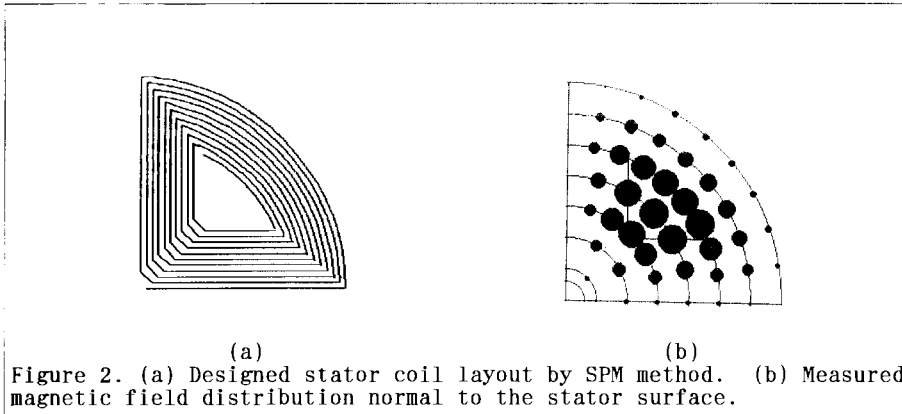 (a) (b)
Figure 2. (a) Designed stator coil layout by SPM method. (b) Measured
magnetic field distribution normal to the stator surface.